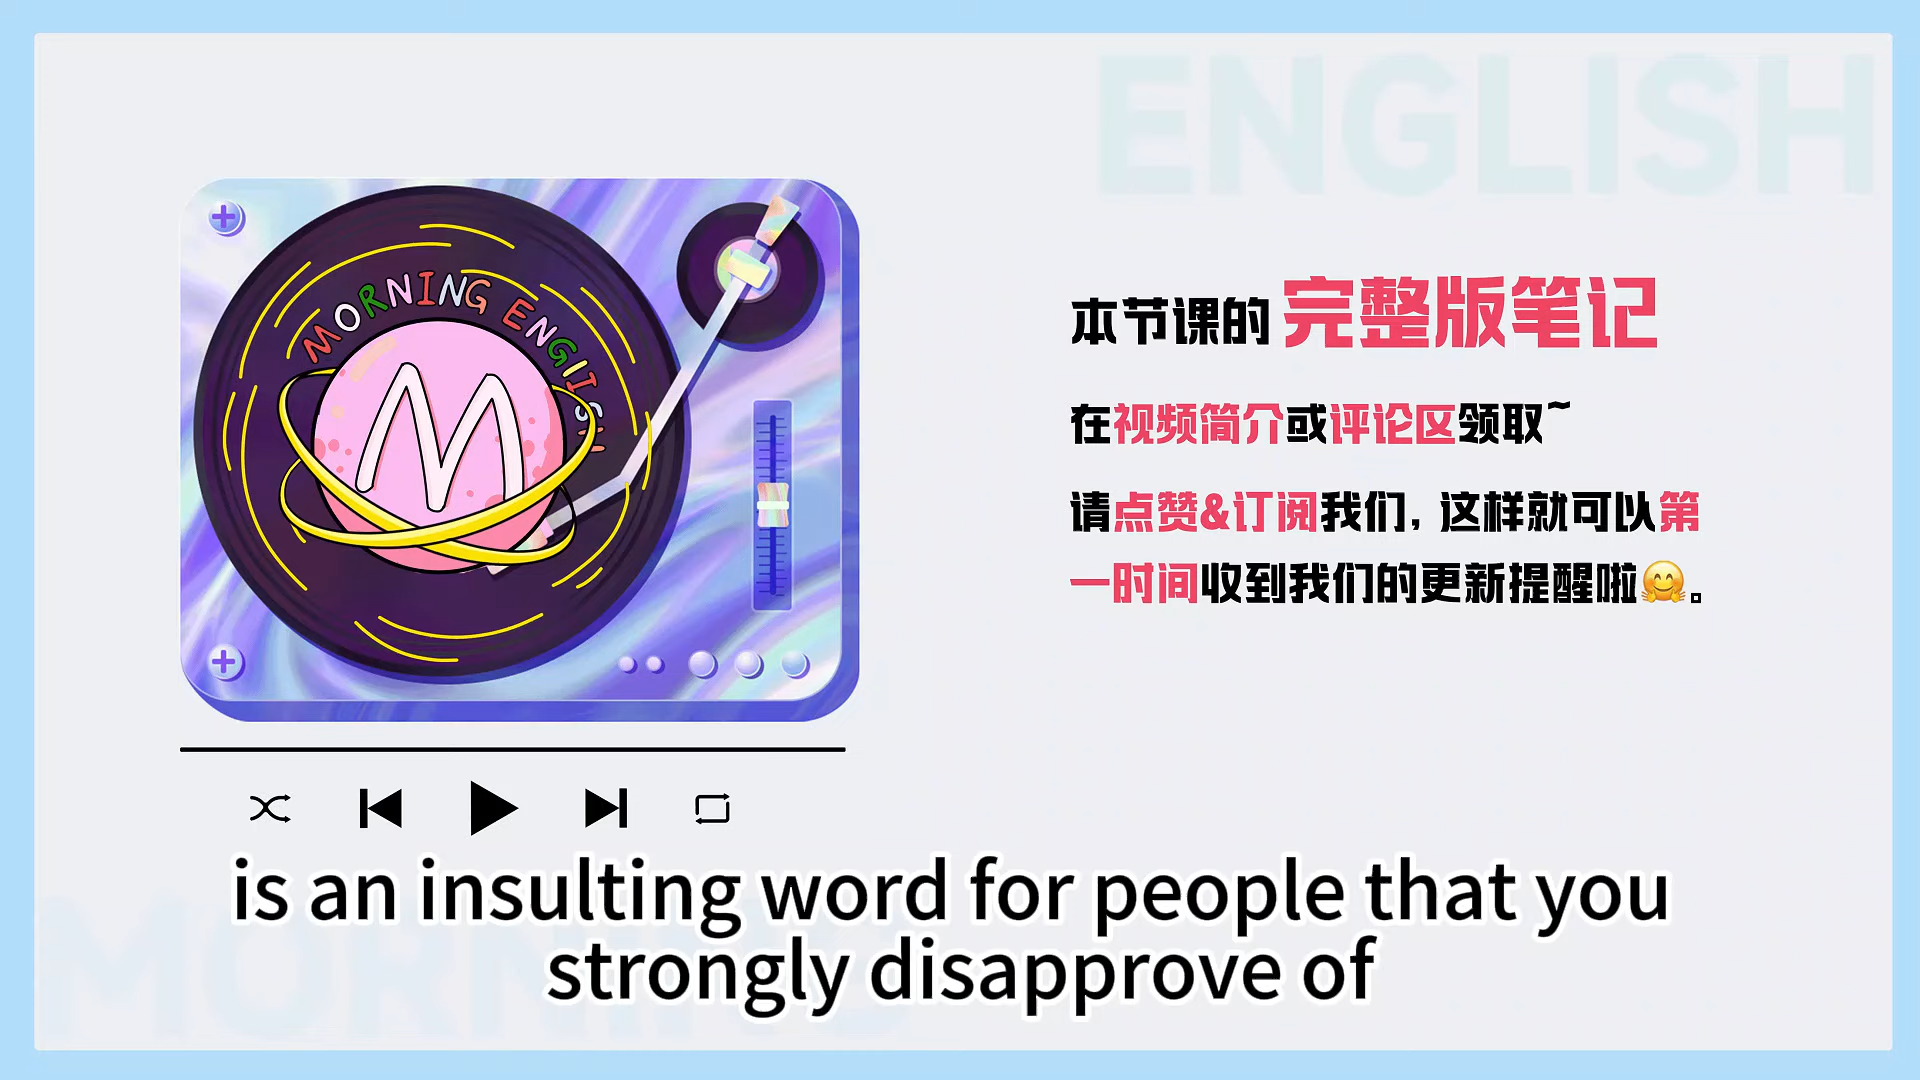 ENGLISH
MORNING ENGLISH
M
本节课的 完整版笔记
在视频简介或评论区领取~
请点赞&订阅我们，这样就可以第
一时间收到我们的更新提醒啦🤗。
MORNING
is an insulting word for people that you
strongly disapprove of